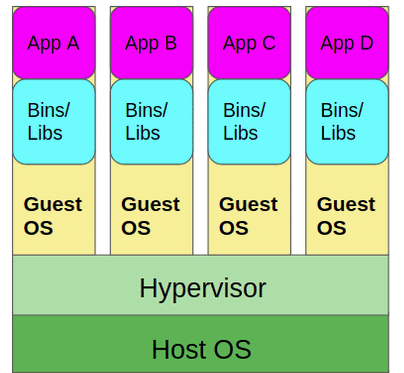 App A
App B
App C
App D
Bins/
Libs
Bins/
Libs
Bins/
Libs
Bins/
Libs
Guest
OS
Guest
OS
Guest
OS
Guest
OS
Hypervisor
Host OS